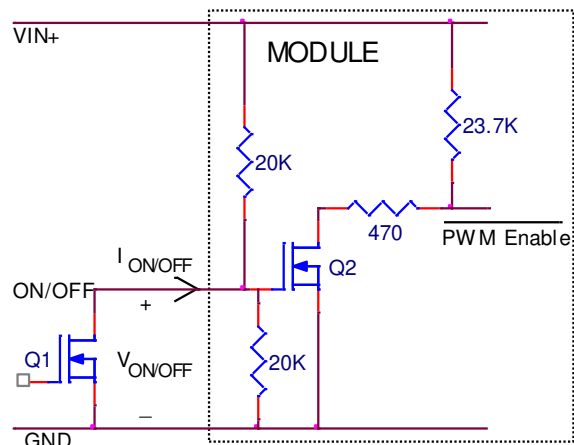 VIN+
MODULE
20K
23.7K
470
PWM Enable
Q2
I ON/OFF
ON/OFF
+
Q1
V ON/OFF
20K
–
GND